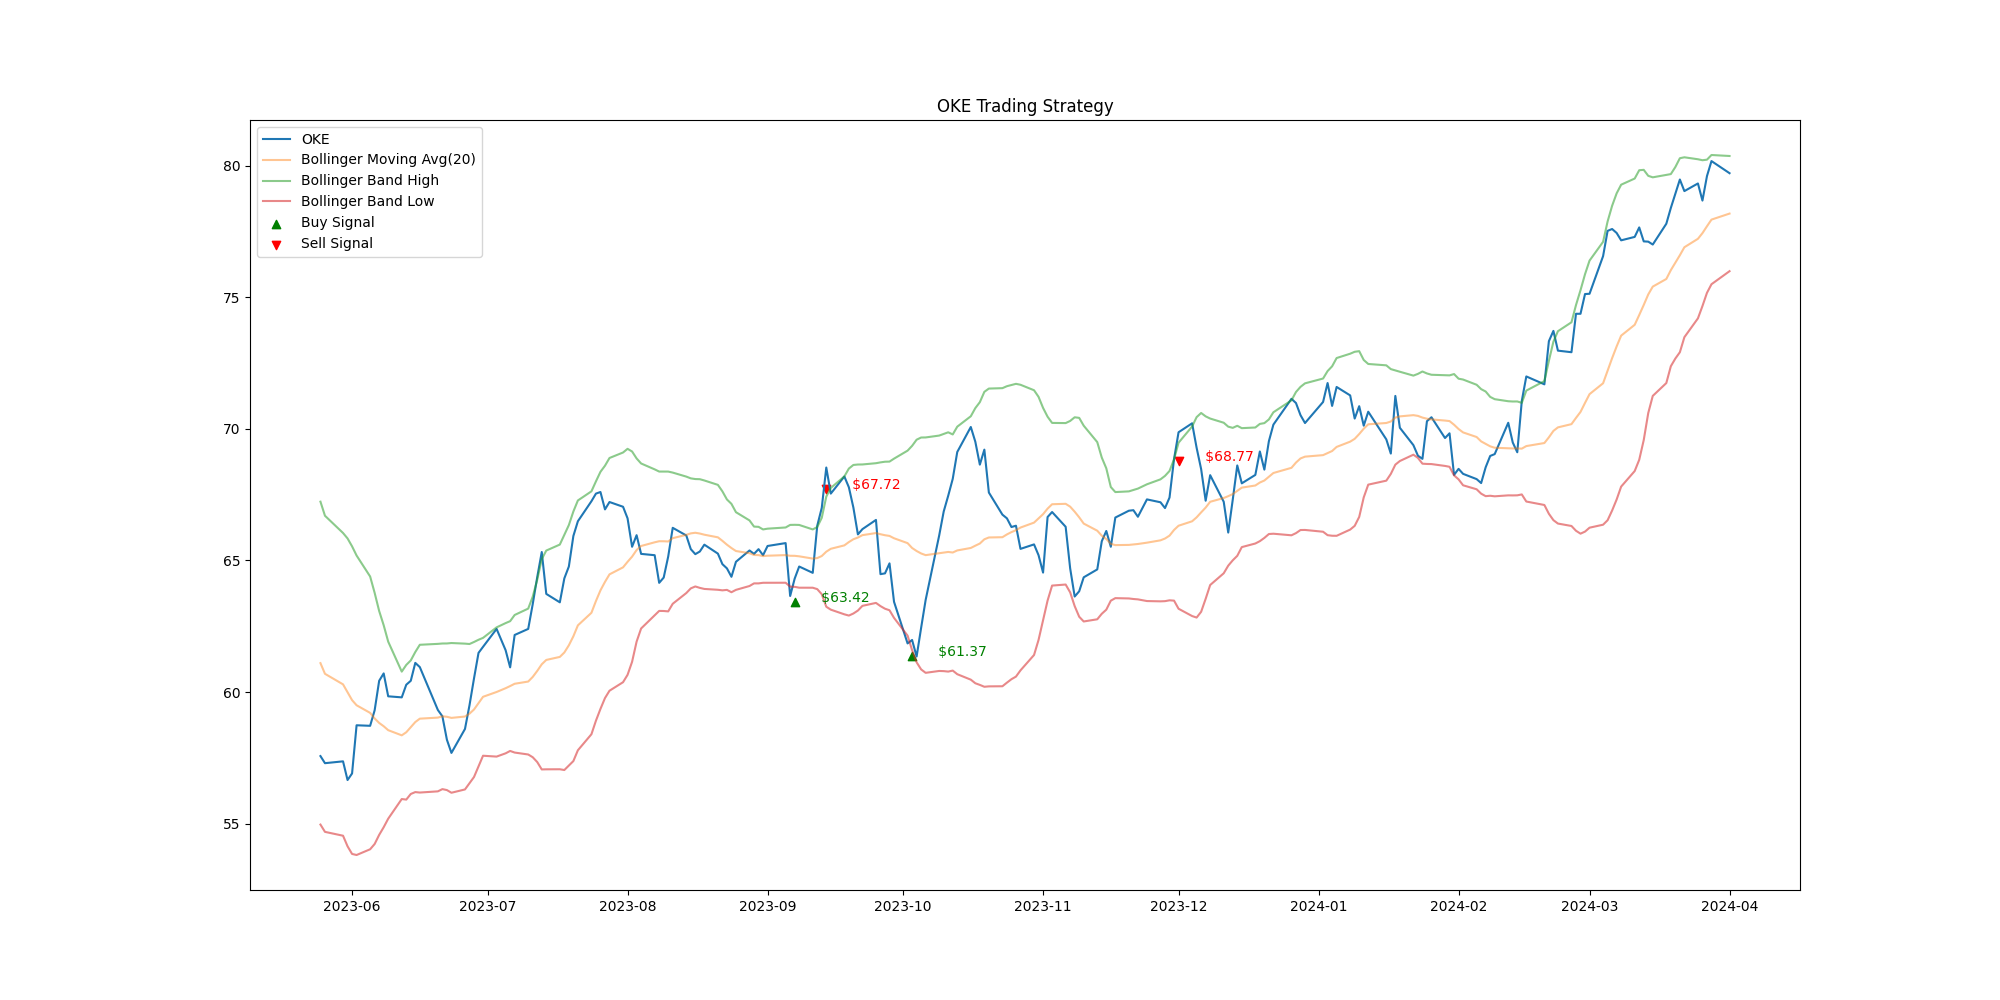 OKE Trading Strategy
OKE
Bollinger Moving Avg(20)
Bollinger Band High
Bollinger Band Low
Buy Signal
Sell Signal
80
75
70
65
60
55
$67.72
$68.77
$63.42
$61.37
2023-06 2023-07 2023-08 2023-09 2023-10 2023-11 2023-12 2024-01 2024-02 2024-03 2024-04